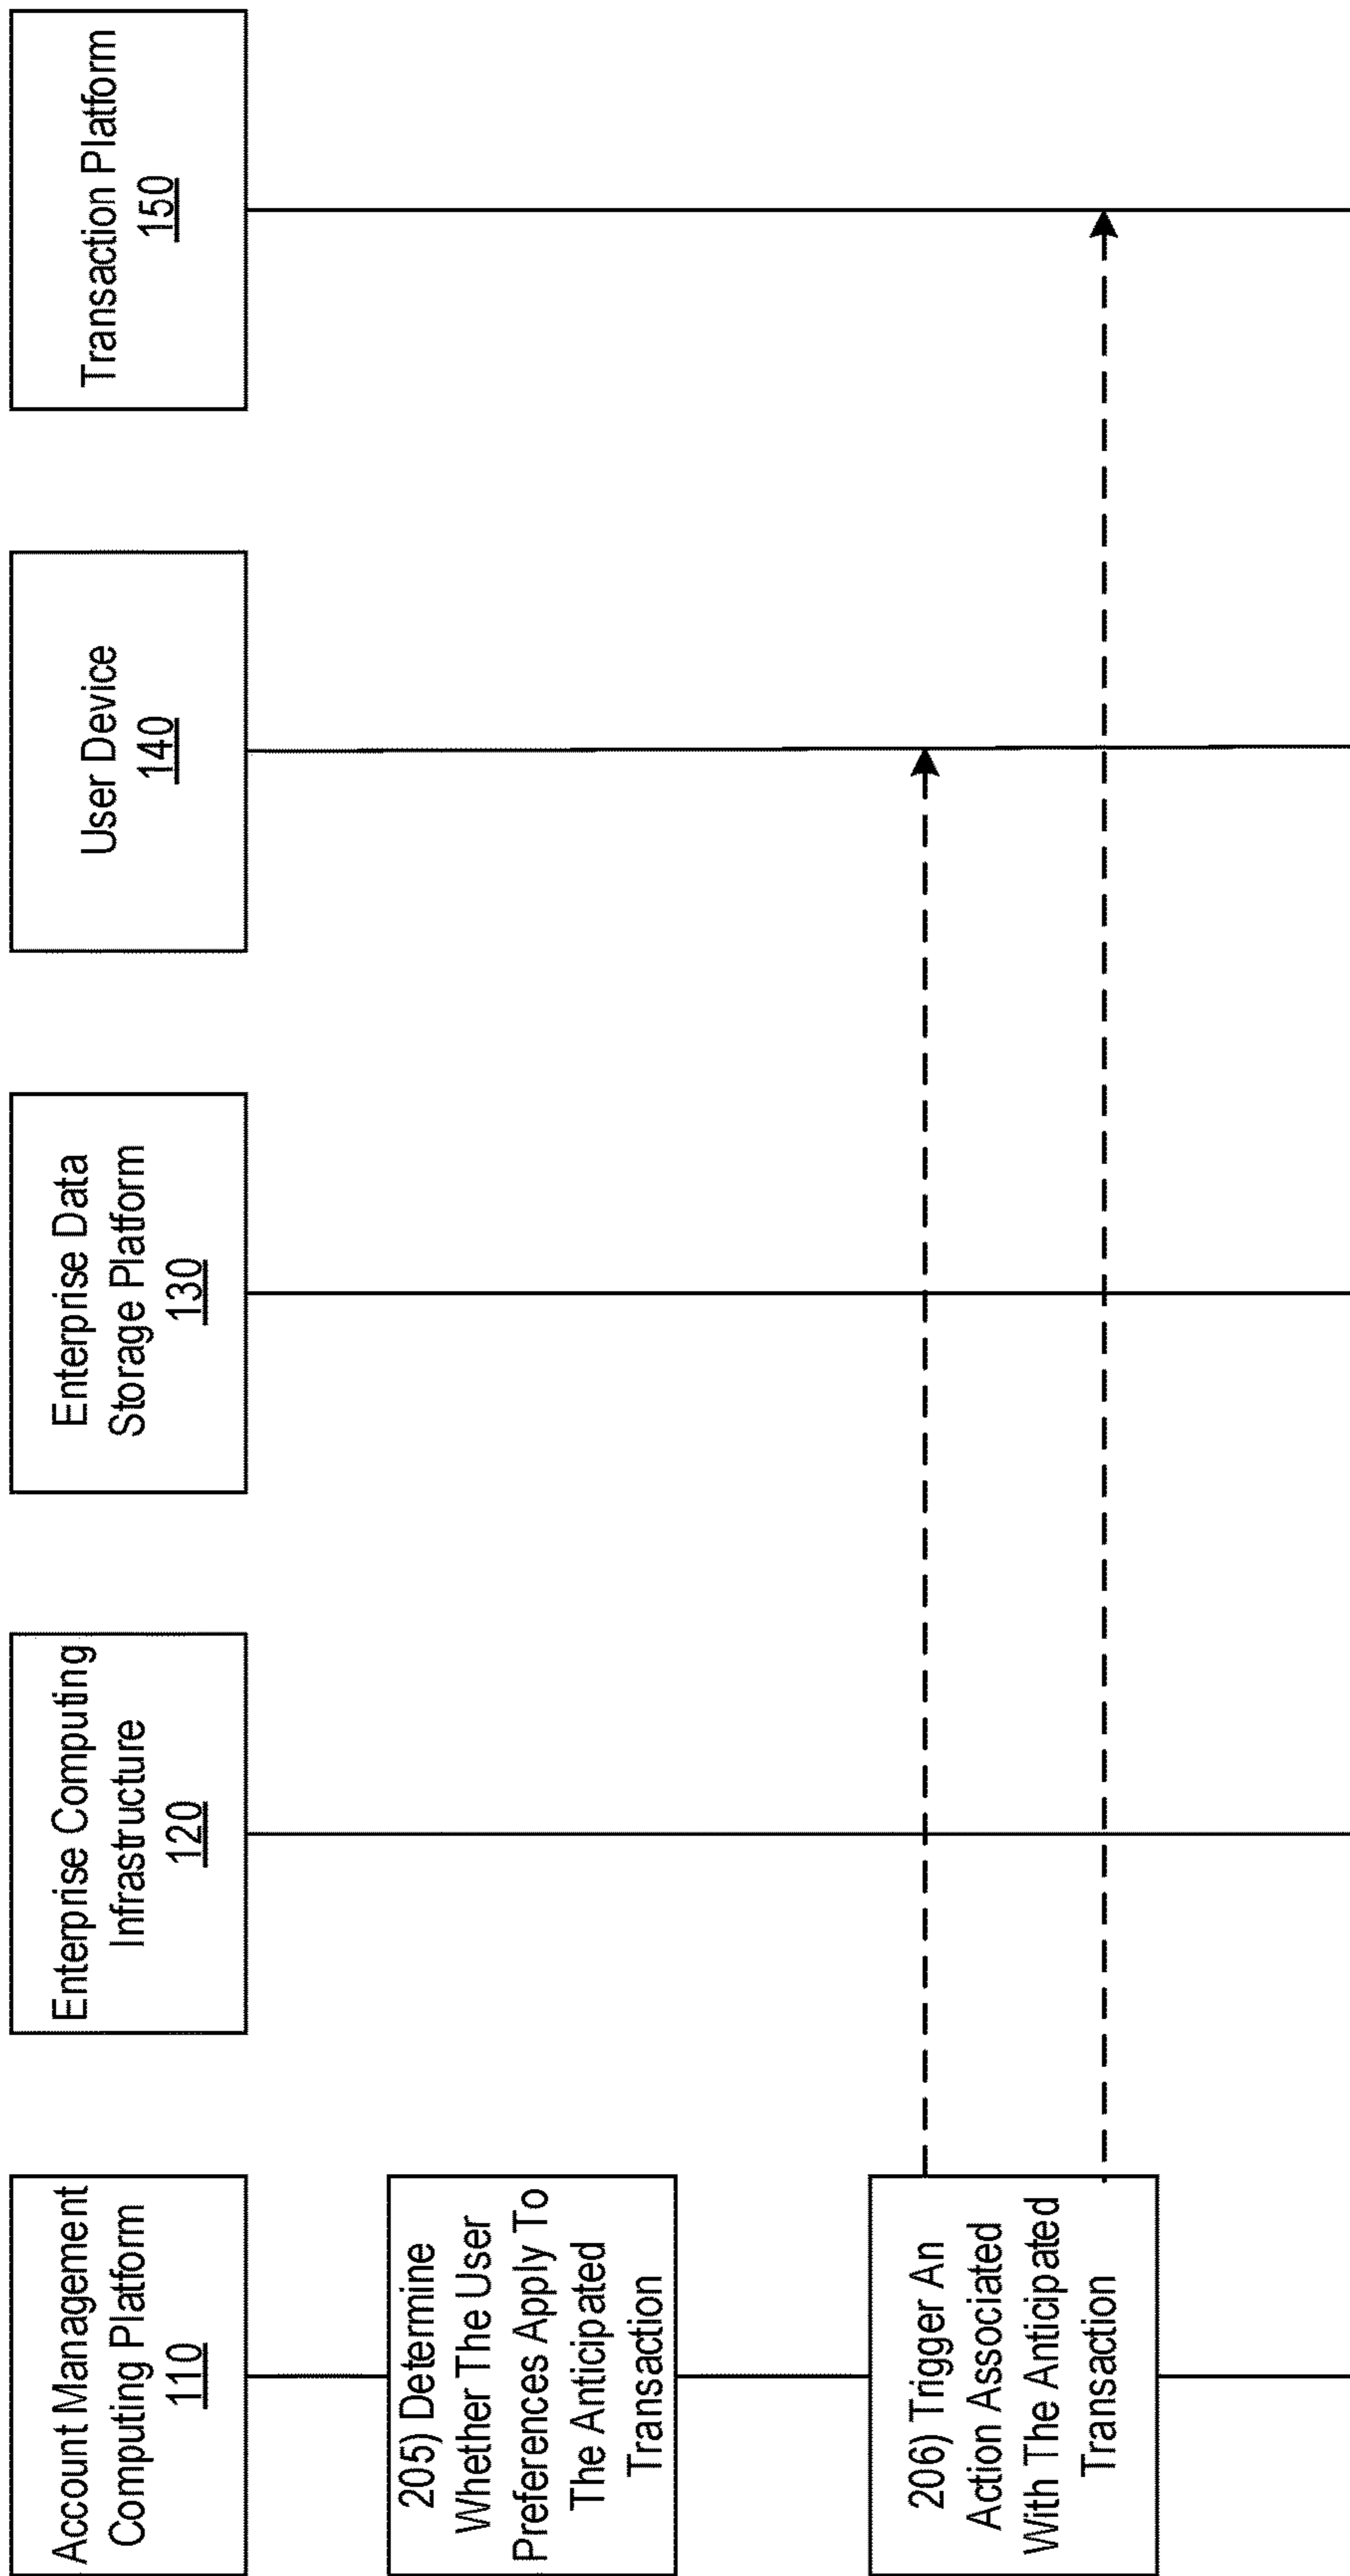 Account Management
Computing Platform
110
Enterprise Computing
Infrastructure
120
Enterprise Data
Storage Platform
130
User Device
140
Transaction Platform
150
205) Determine
Whether The User
Preferences Apply To
The Anticipated
Transaction
206) Trigger An
Action Associated
With The Anticipated
Transaction